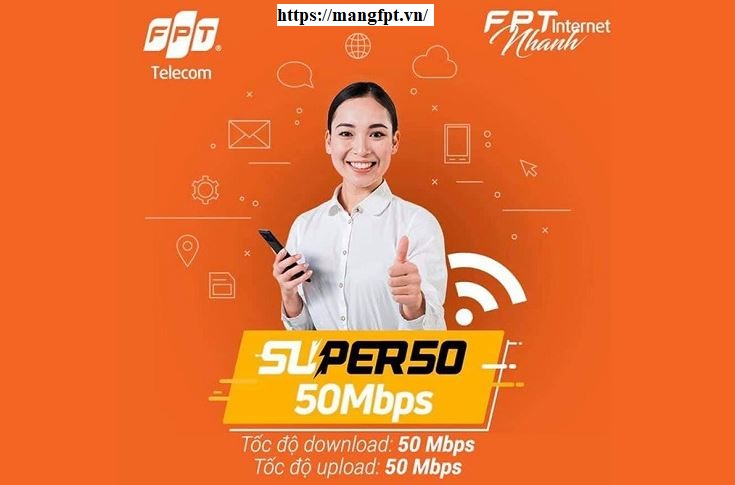 https://mangfpt.vn/
FPT
Telecom
FPT Internet
Nhanh
SUPER50
50Mbps
Tốc độ download: 50 Mbps
Tốc độ upload: 50 Mbps